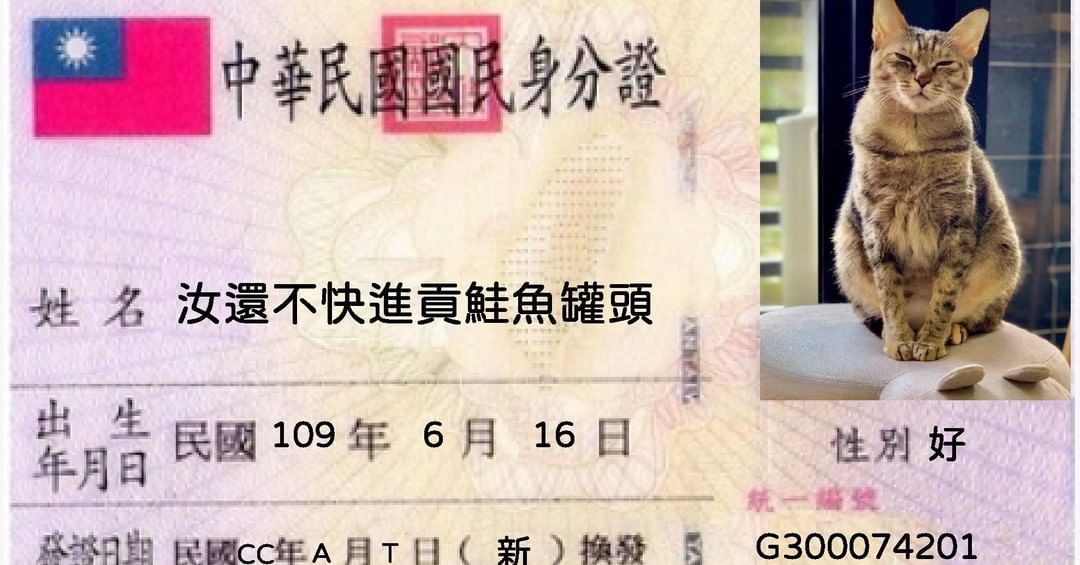 中華民國國民身分證
姓名 汝還不快進貢鮭魚罐頭
出生年月日 民國 109 年 6 月 16 日
性別 好
發證日期 民國CC年 A 月 T 日 ( 新 ) 換發
統一編號
G300074201